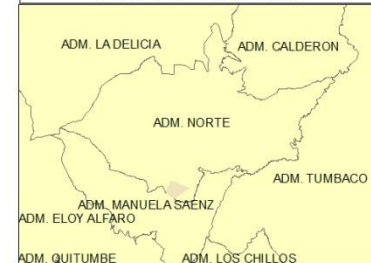 ADM. LA DELICIA
ADM. CALDERON
ADM. NORTE
ADM. TUMBACO
ADM. MANUELA SAENZ
ADM. ELOY ALFARO
ADM. QUITUMBE
ADM. LOS CHILLOS